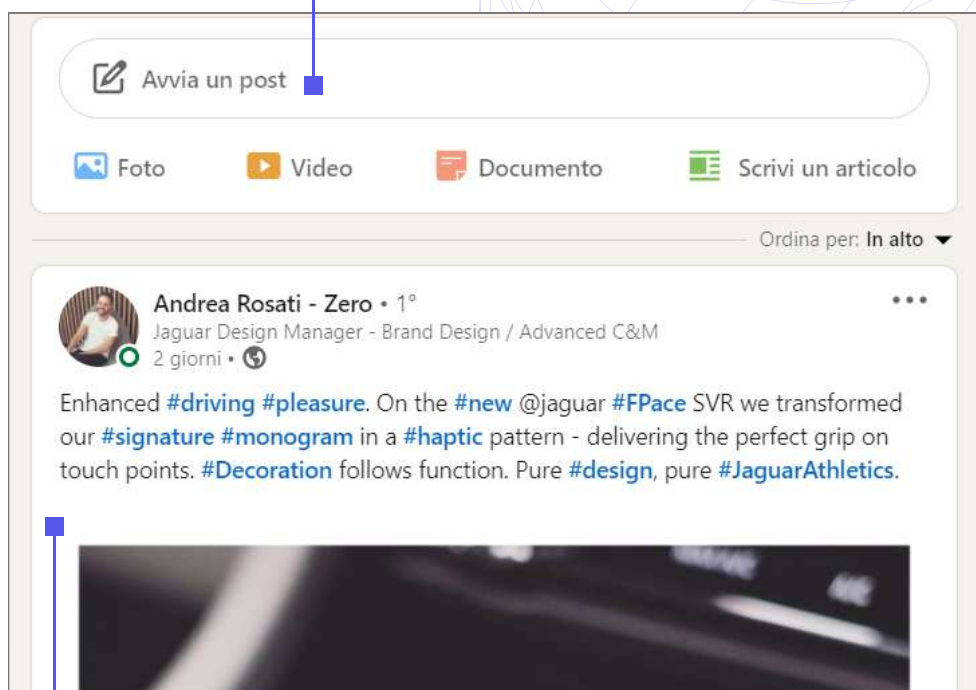 Avvia un post
Foto
Video
Documento
Scrivi un articolo
Ordina per: In alto
Andrea Rosati - Zero • 1°
Jaguar Design Manager - Brand Design / Advanced C&M
2 giorni •
Enhanced #driving #pleasure. On the #new @jaguar #FPace SVR we transformed
our #signature #monogram in a #haptic pattern - delivering the perfect grip on
touch points. #Decoration follows function. Pure #design, pure #JaguarAthletics.